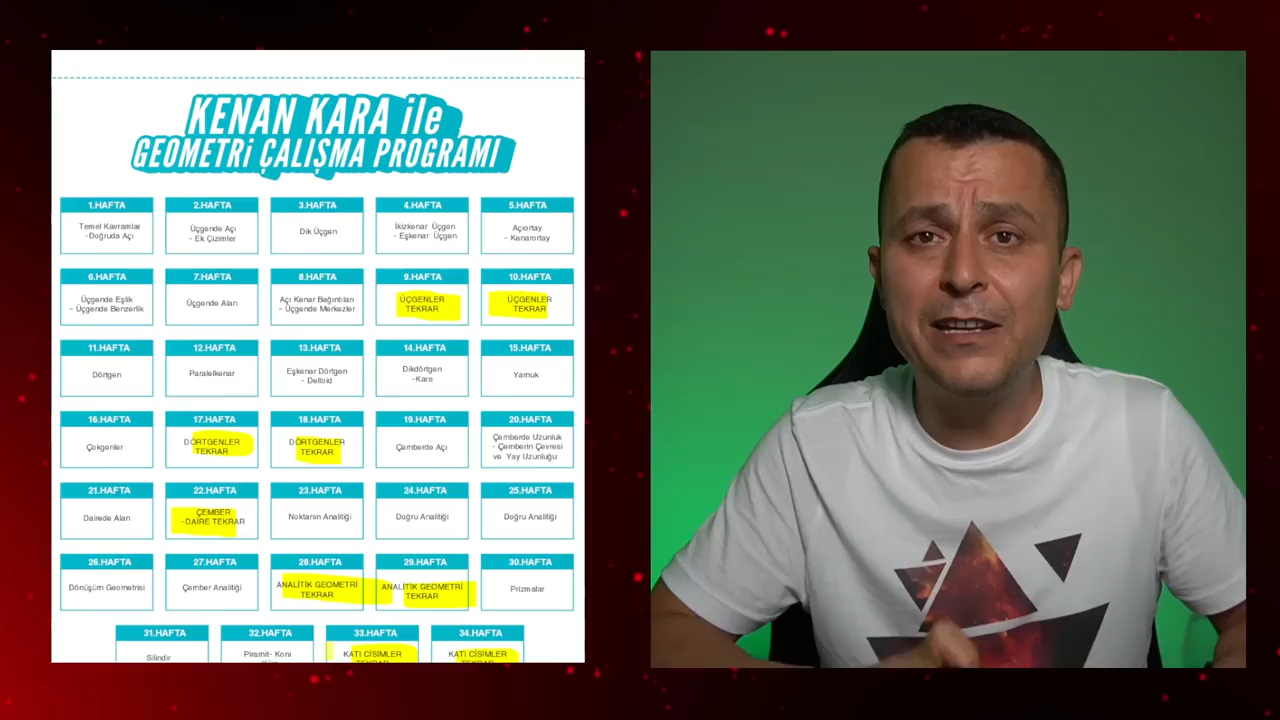 KENAN KARA ile
GEOMETRİ ÇALIŞMA PROGRAMI
1.HAFTA
Temel Kavramlar
-Doğruda Açı
2.HAFTA
Üçgende Açı
- Ek Çizimler
3.HAFTA
Dik Üçgen
4.HAFTA
İkizkenar Üçgen
- Eşkenar Üçgen
5.HAFTA
Açıortay
- Kenarortay
6.HAFTA
Üçgende Eşlik
- Üçgende Benzerlik
7.HAFTA
Üçgende Alan
8.HAFTA
Açı Kenar Bağıntıları
- Üçgende Merkezler
9.HAFTA
ÜÇGENLER
TEKRAR
10.HAFTA
ÜÇGENLER
TEKRAR
11.HAFTA
Dörtgen
12.HAFTA
Paralelkenar
13.HAFTA
Eşkenar Dörtgen
- Deltoid
14.HAFTA
Dikdörtgen
-Kare
15.HAFTA
Yamuk
16.HAFTA
Çokgenler
17.HAFTA
DÖRTGENLER
TEKRAR
18.HAFTA
DÖRTGENLER
TEKRAR
19.HAFTA
Çemberde Açı
20.HAFTA
Çemberde Uzunluk
- Çemberin Çevresi
ve Yay Uzunluğu
21.HAFTA
Dairede Alan
22.HAFTA
ÇEMBER
-DAİRE TEKRAR
23.HAFTA
Noktanın Analitiği
24.HAFTA
Doğru Analitiği
25.HAFTA
Doğru Analitiği
26.HAFTA
Dönüşüm Geometrisi
27.HAFTA
Çember Analitiği
28.HAFTA
ANALİTİK GEOMETRİ
TEKRAR
29.HAFTA
ANALİTİK GEOMETRİ
TEKRAR
30.HAFTA
Prizmalar
31.HAFTA
Silindir
32.HAFTA
Piramit- Koni
33.HAFTA
KATI CİSİMLER
TEKRAR
34.HAFTA
KATI CİSİMLER
TEKRAR